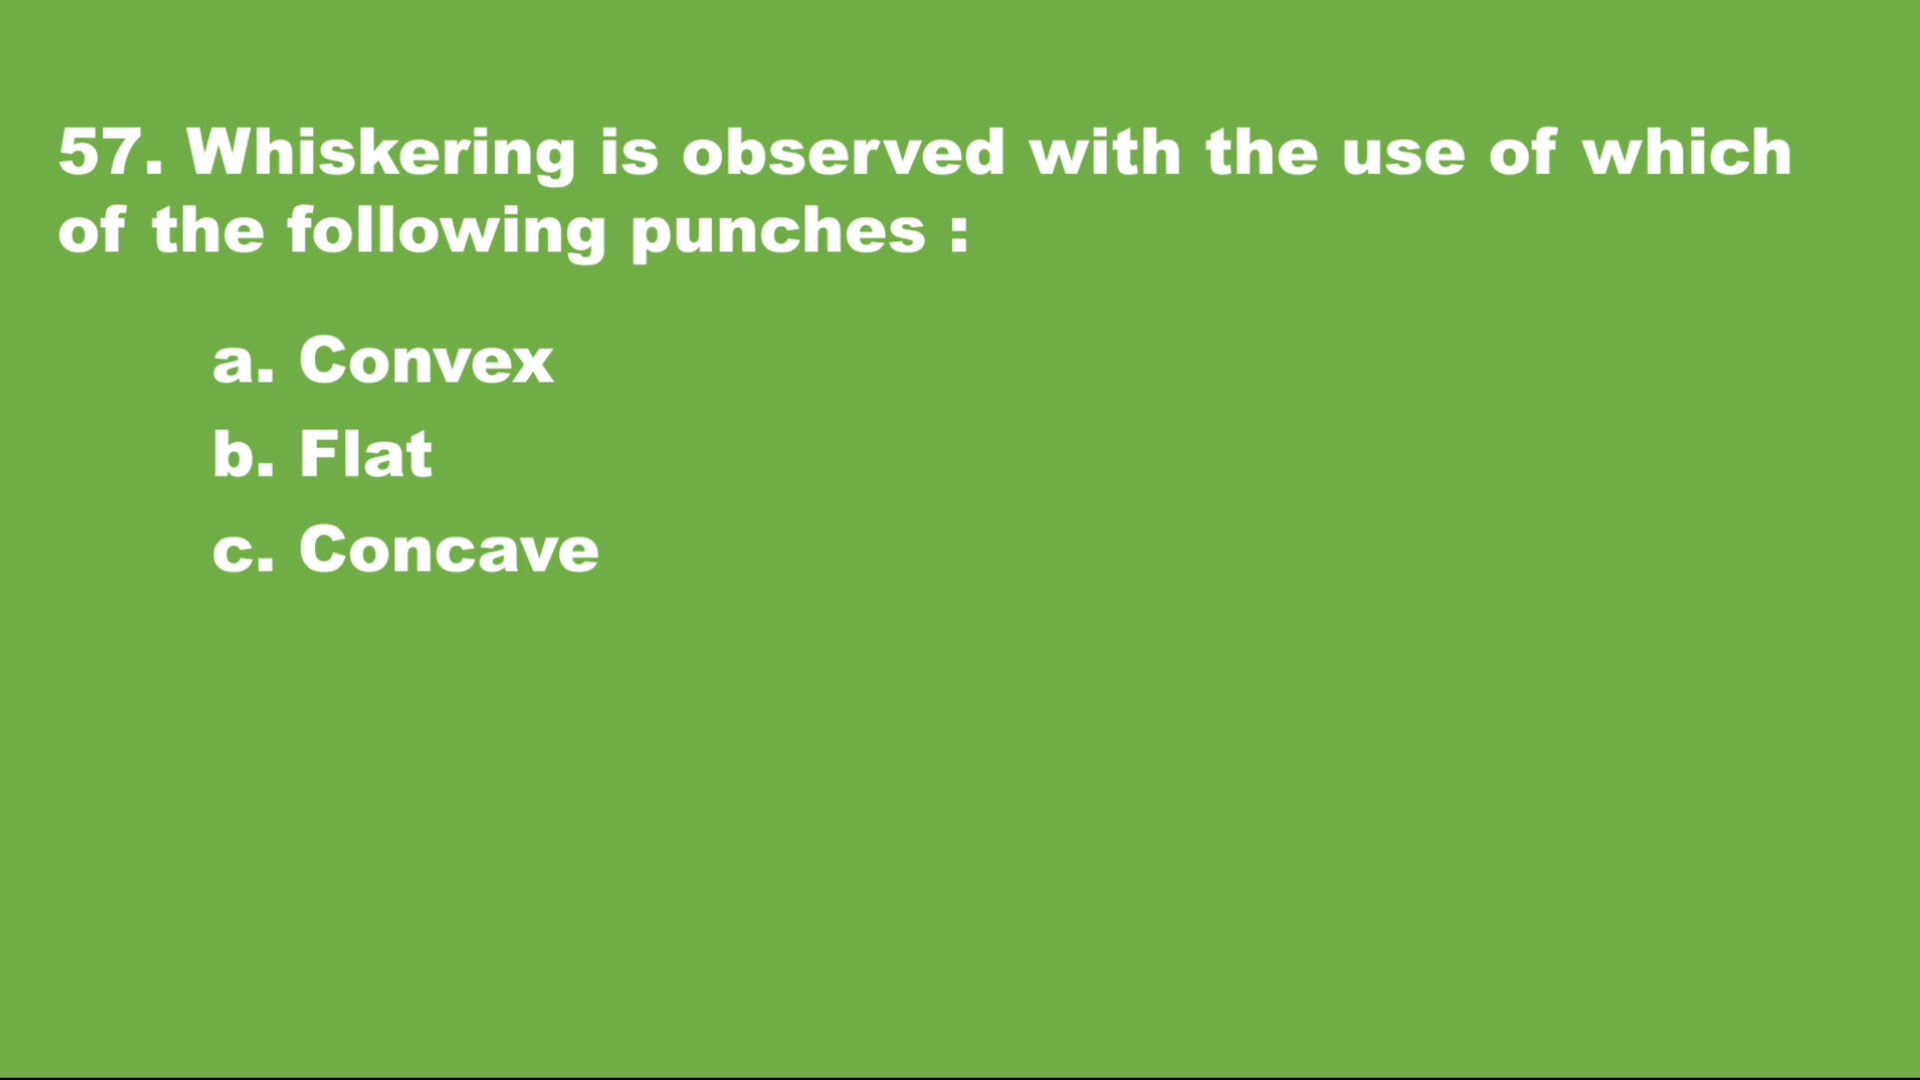 57. Whiskering is observed with the use of which
of the following punches :
a. Convex
b. Flat
c. Concave